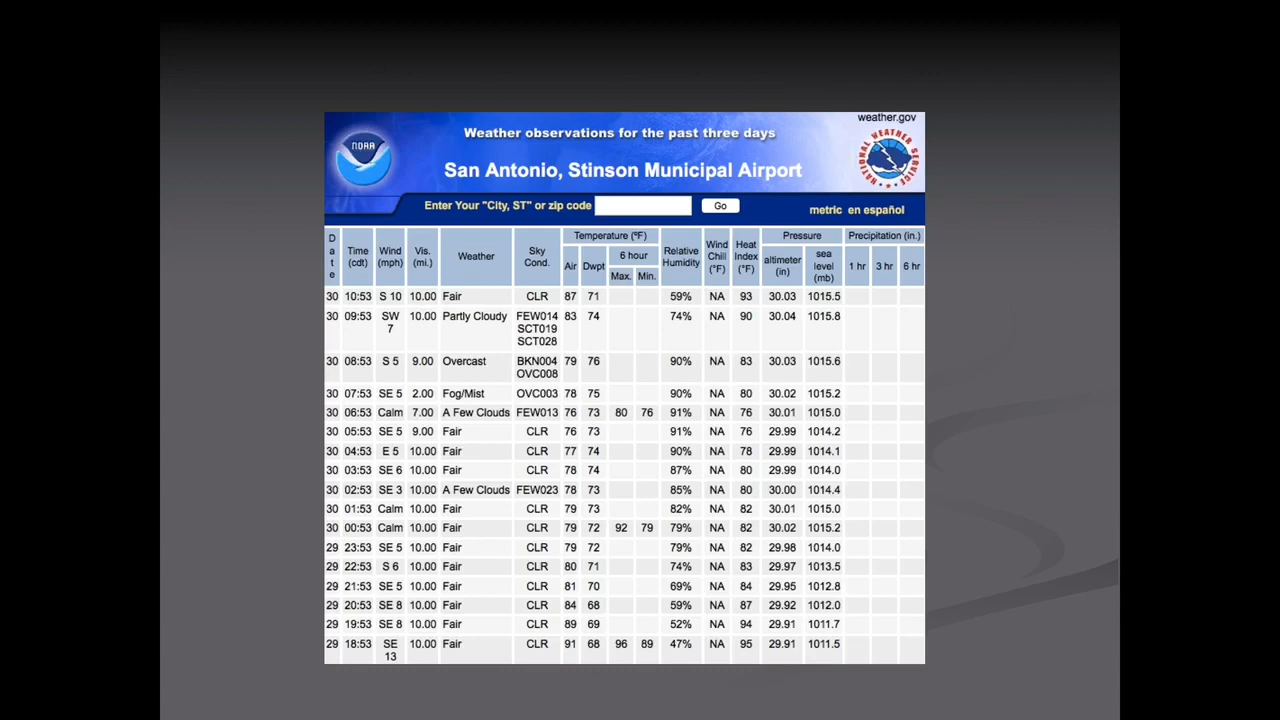 weather.gov
NOAA
Weather observations for the past three days
NATIONAL WEATHER SERVICE
San Antonio, Stinson Municipal Airport
Enter Your "City, ST" or zip code Go
metric en español
Date Time (cdt) Wind (mph) Vis. (mi.) Weather Sky Cond. Temperature (ºF) Air Dwpt 6 hour Max. Min. Relative Humidity Wind Chill (°F) Heat Index (°F) Pressure altimeter (in) sea level (mb) Precipitation (in.) 1 hr 3 hr 6 hr
30 10:53 S 10 10.00 Fair CLR 87 71 59% NA 93 30.03 1015.5
30 09:53 SW 7 10.00 Partly Cloudy FEW014 SCT019 SCT028 83 74 74% NA 90 30.04 1015.8
30 08:53 S 5 9.00 Overcast BKN004 OVC008 79 76 90% NA 83 30.03 1015.6
30 07:53 SE 5 2.00 Fog/Mist OVC003 78 75 90% NA 80 30.02 1015.2
30 06:53 Calm 7.00 A Few Clouds FEW013 76 73 80 76 91% NA 76 30.01 1015.0
30 05:53 SE 5 9.00 Fair CLR 76 73 91% NA 76 29.99 1014.2
30 04:53 E 5 10.00 Fair CLR 77 74 90% NA 78 29.99 1014.1
30 03:53 SE 6 10.00 Fair CLR 78 74 87% NA 80 29.99 1014.0
30 02:53 SE 3 10.00 A Few Clouds FEW023 78 73 85% NA 80 30.00 1014.4
30 01:53 Calm 10.00 Fair CLR 79 73 82% NA 82 30.01 1015.0
30 00:53 Calm 10.00 Fair CLR 79 72 92 79 79% NA 82 30.02 1015.2
29 23:53 SE 5 10.00 Fair CLR 79 72 79% NA 82 29.98 1014.0
29 22:53 S 6 10.00 Fair CLR 80 71 74% NA 83 29.97 1013.5
29 21:53 SE 5 10.00 Fair CLR 81 70 69% NA 84 29.95 1012.8
29 20:53 SE 8 10.00 Fair CLR 84 68 59% NA 87 29.92 1012.0
29 19:53 SE 8 10.00 Fair CLR 89 69 52% NA 94 29.91 1011.7
29 18:53 SE 13 10.00 Fair CLR 91 68 96 89 47% NA 95 29.91 1011.5